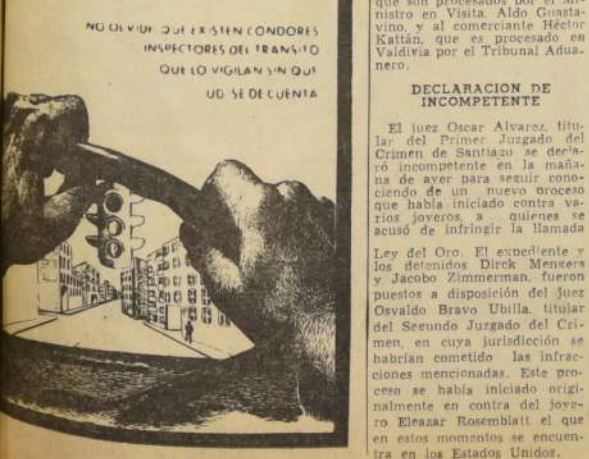 NO OLVIDE QUE EXISTEN CONDORES
INSPECTORES DEL TRANSITO
QUE LO VIGILAN SIN QUE
UD SE DE CUENTA
que son procesados por el Mi-
nistro en Visita, Aldo Guasta-
vino, y al comerciante Héctor
Kattán, que es procesado en
Valdivia por el Tribunal Adua-
nero.
DECLARACION DE
INCOMPETENTE
El juez Oscar Alvarez, titu-
lar del Primer Juzgado del
Crimen de Santiago se decla-
ró incompetente en la maña-
na de ayer para seguir cono-
ciendo de un nuevo proceso
que había iniciado contra va-
rios joyeros, a quienes se
acusó de infringir la llamada
Ley del Oro. El expediente y
los detenidos Dirck Mengers
y Jacobo Zimmerman, fueron
puestos a disposición del juez
Osvaldo Bravo Ubilla, titular
del Segundo Juzgado del Cri-
men, en cuya jurisdicción se
habrían cometido las infrac-
ciones mencionadas. Este pro-
ceso se había iniciado origi-
nalmente en contra del joye-
ro Eleazar Rosemblatt el que
en estos momentos se encuen-
tra en los Estados Unidos.